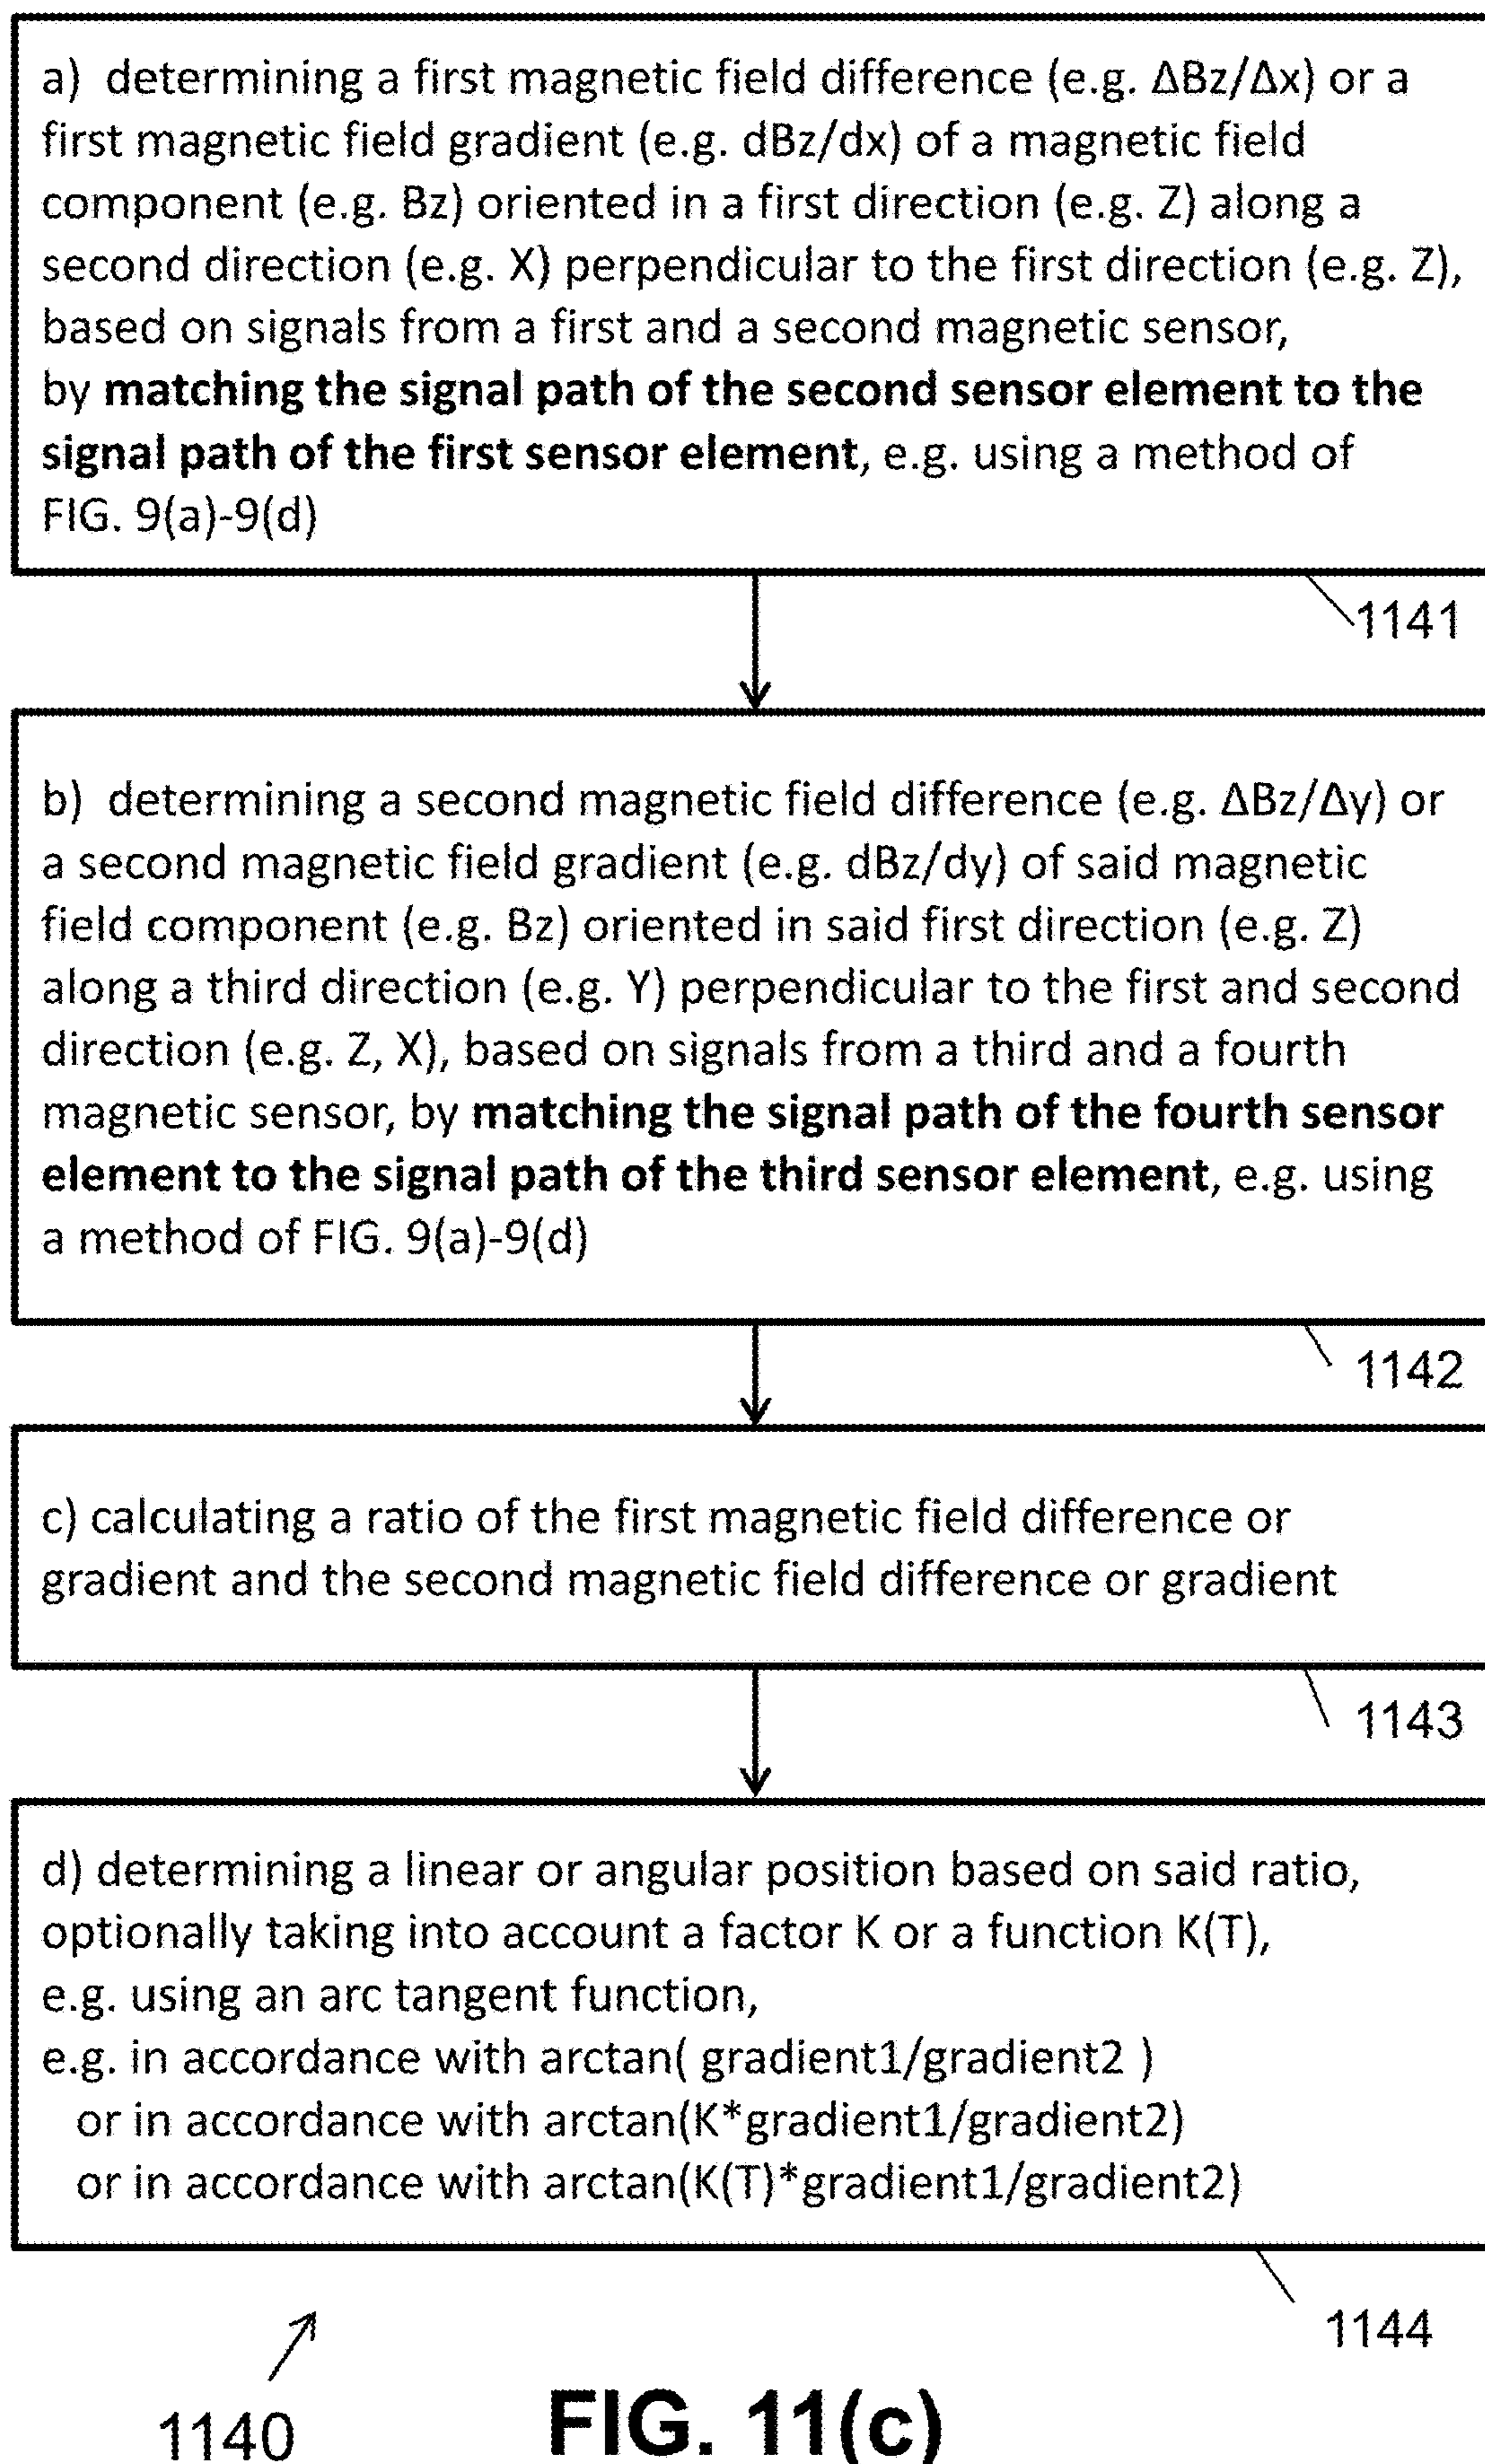 a)  determining a first magnetic field difference (e.g. ΔBz/Δx) or a
first magnetic field gradient (e.g. dBz/dx) of a magnetic field
component (e.g. Bz) oriented in a first direction (e.g. Z) along a
second direction (e.g. X) perpendicular to the first direction (e.g. Z),
based on signals from a first and a second magnetic sensor,
by matching the signal path of the second sensor element to the
signal path of the first sensor element, e.g. using a method of
FIG. 9(a)-9(d)
1141
b)  determining a second magnetic field difference (e.g. ΔBz/Δy) or
a second magnetic field gradient (e.g. dBz/dy) of said magnetic
field component (e.g. Bz) oriented in said first direction (e.g. Z)
along a third direction (e.g. Y) perpendicular to the first and second
direction (e.g. Z, X), based on signals from a third and a fourth
magnetic sensor, by matching the signal path of the fourth sensor
element to the signal path of the third sensor element, e.g. using
a method of FIG. 9(a)-9(d)
1142
c) calculating a ratio of the first magnetic field difference or
gradient and the second magnetic field difference or gradient
1143
d) determining a linear or angular position based on said ratio,
optionally taking into account a factor K or a function K(T),
e.g. using an arc tangent function,
e.g. in accordance with arctan( gradient1/gradient2 )
or in accordance with arctan(K*gradient1/gradient2)
or in accordance with arctan(K(T)*gradient1/gradient2)
1144
1140
FIG. 11(c)